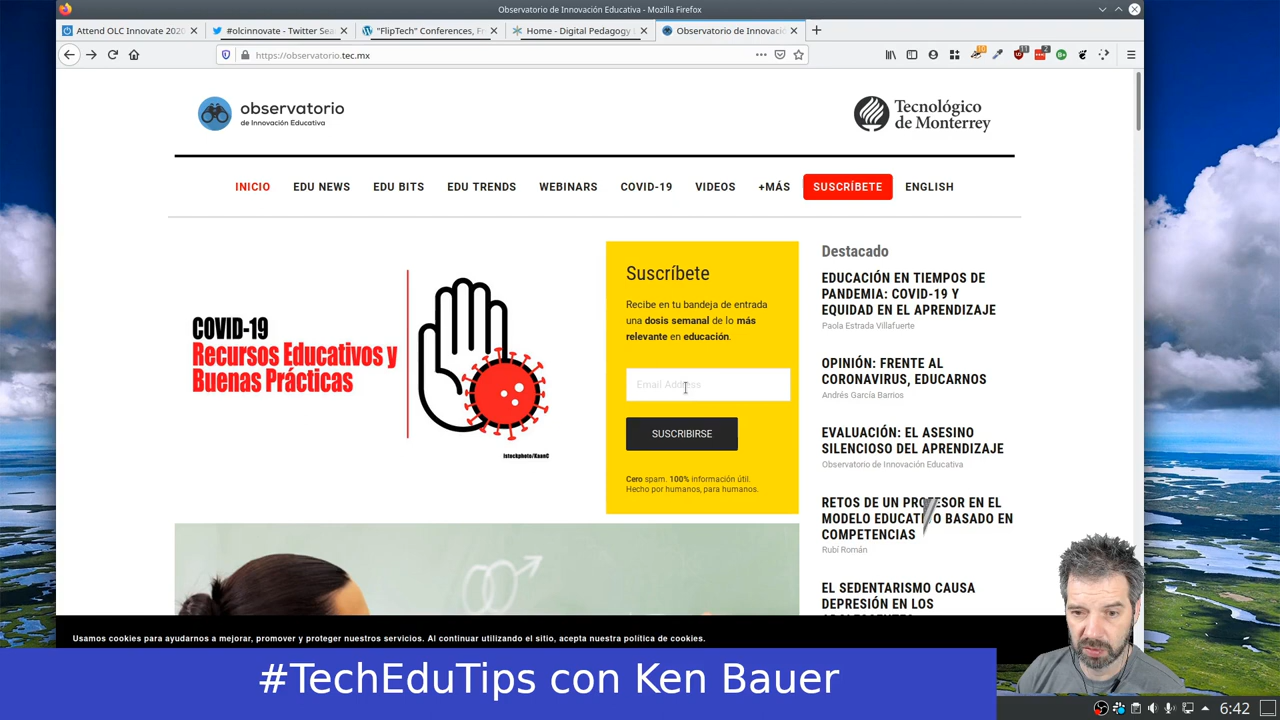 Observatorio de Innovación Educativa - Mozilla Firefox
Attend OLC Innovate 2020
#olcinnovate - Twitter Sea
"FlipTech" Conferences, Fr
Home - Digital Pedagogy
Observatorio de Innovaci
https://observatorio.tec.mx
observatorio
de Innovación Educativa
Tecnológico
de Monterrey
INICIO EDU NEWS EDU BITS EDU TRENDS WEBINARS COVID-19 VIDEOS +MÁS SUSCRÍBETE ENGLISH
COVID-19
Recursos Educativos y
Buenas Prácticas
istockphoto/KaanC
Suscríbete
Recibe en tu bandeja de entrada
una dosis semanal de lo más
relevante en educación.
Email Address
SUSCRIBIRSE
Cero spam. 100% información útil.
Hecho por humanos, para humanos.
Destacado
EDUCACIÓN EN TIEMPOS DE
PANDEMIA: COVID-19 Y
EQUIDAD EN EL APRENDIZAJE
Paola Estrada Villafuerte
OPINIÓN: FRENTE AL
CORONAVIRUS, EDUCARNOS
Andrés García Barrios
EVALUACIÓN: EL ASESINO
SILENCIOSO DEL APRENDIZAJE
Observatorio de Innovación Educativa
RETOS DE UN PROFESOR EN EL
MODELO EDUCATIVO BASADO EN
COMPETENCIAS
Rubí Román
EL SEDENTARISMO CAUSA
DEPRESIÓN EN LOS
Usamos cookies para ayudarnos a mejorar, promover y proteger nuestros servicios. Al continuar utilizando el sitio, acepta nuestra política de cookies.
#TechEduTips con Ken Bauer
6:42